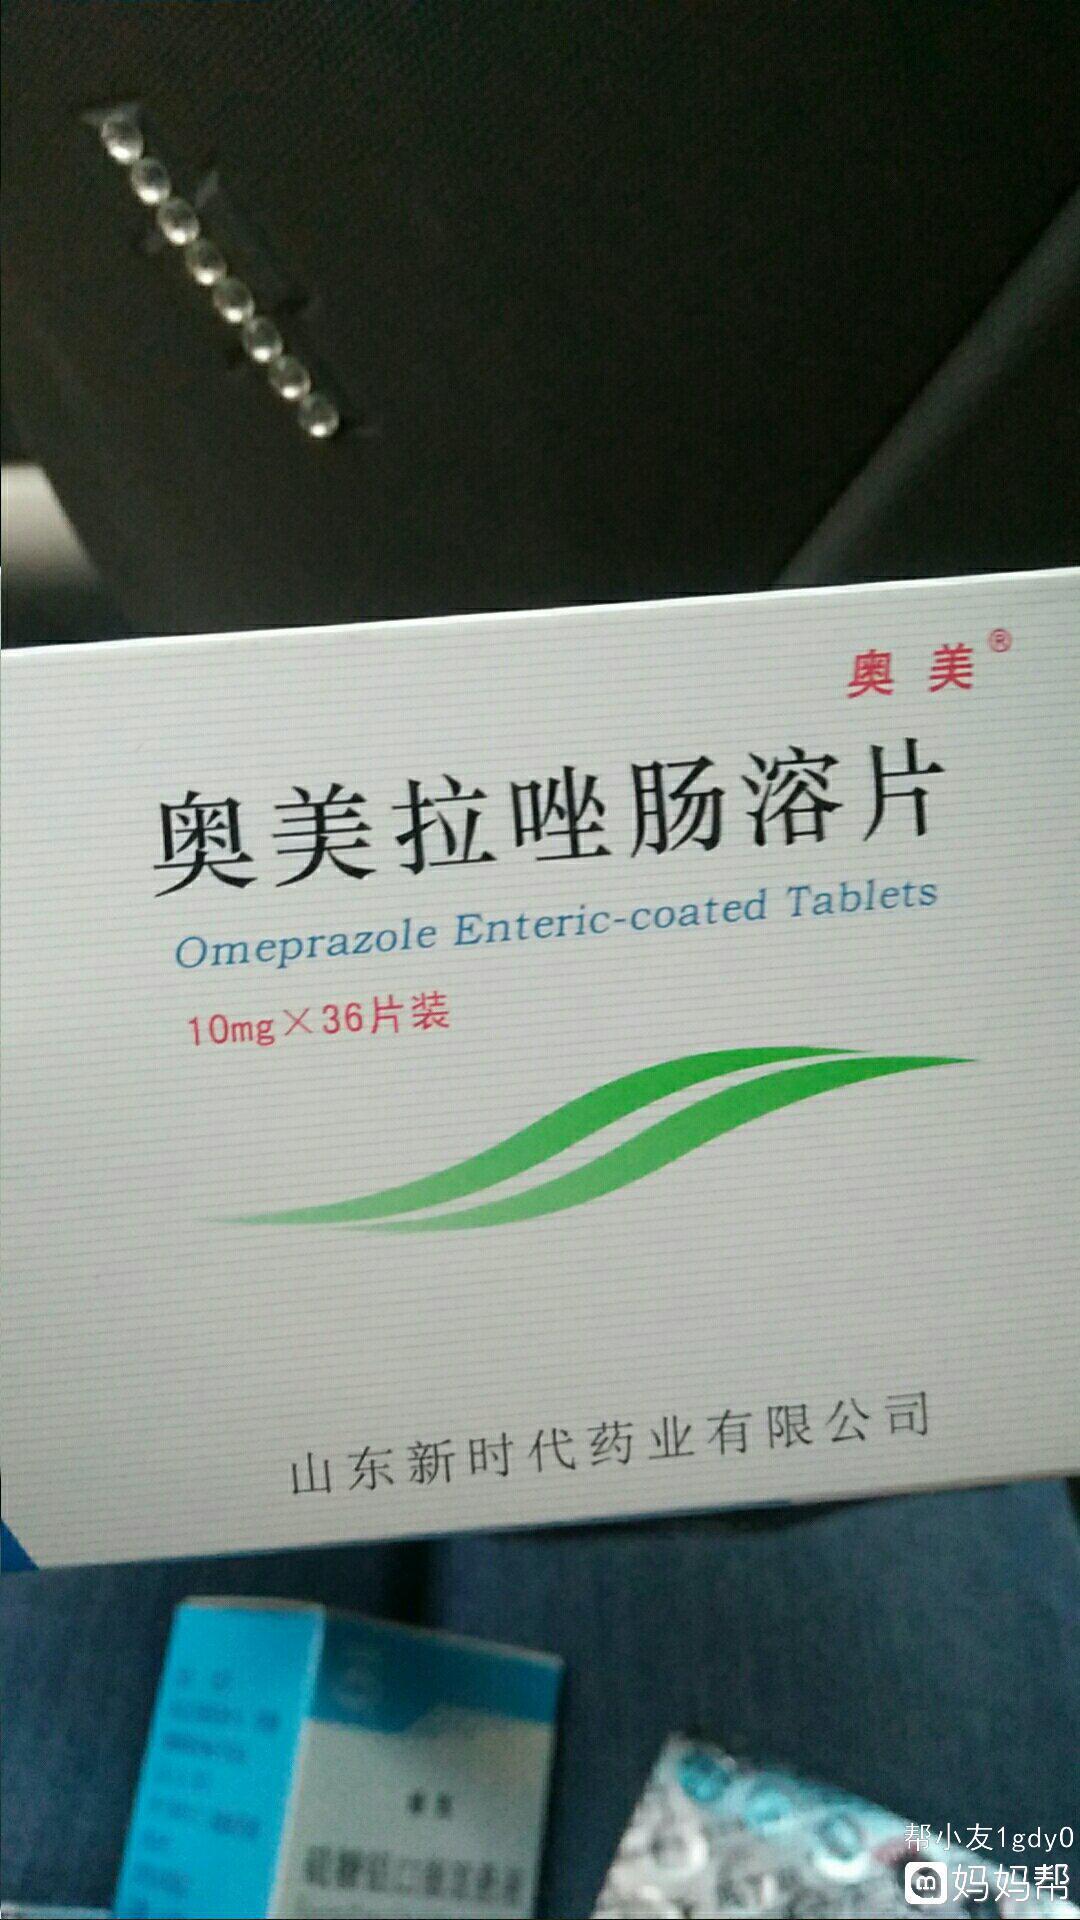 奥美®
奥美拉唑肠溶片
Omeprazole Enteric-coated Tablets
10mg×36片装
山东新时代药业有限公司
帮小友1gdy0
妈妈帮